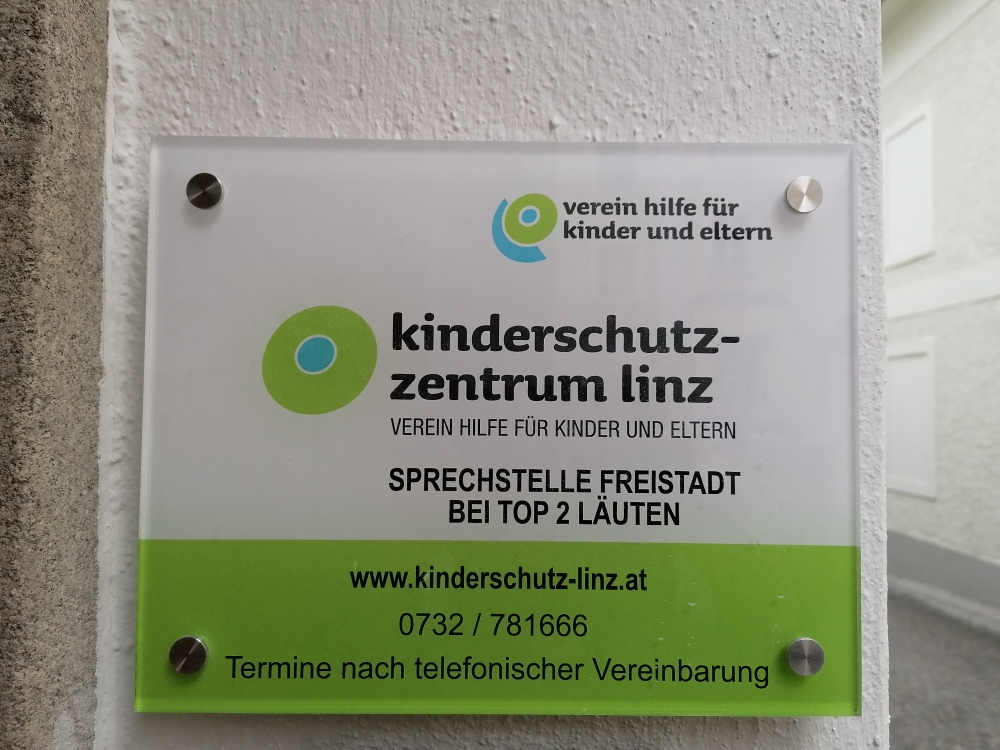 verein hilfe für
kinder und eltern
kinderschutz-
zentrum linz
VEREIN HILFE FÜR KINDER UND ELTERN
SPRECHSTELLE FREISTADT
BEI TOP 2 LÄUTEN
www.kinderschutz-linz.at
0732 / 781666
Termine nach telefonischer Vereinbarung